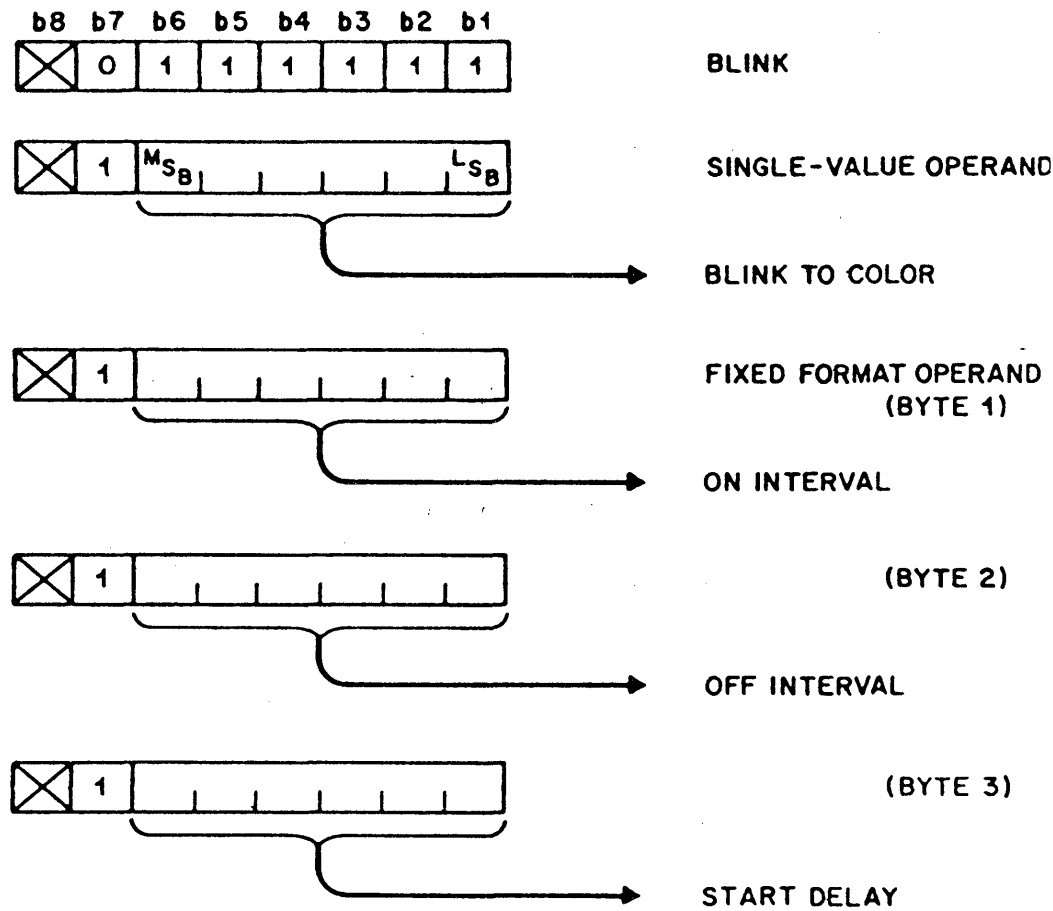 b8 b7 b6 b5 b4 b3 b2 b1
0 1 1 1 1 1 1 BLINK
1 MSB LSB SINGLE-VALUE OPERAND
BLINK TO COLOR
1 FIXED FORMAT OPERAND
(BYTE 1)
ON INTERVAL
1 (BYTE 2)
OFF INTERVAL
1 (BYTE 3)
START DELAY